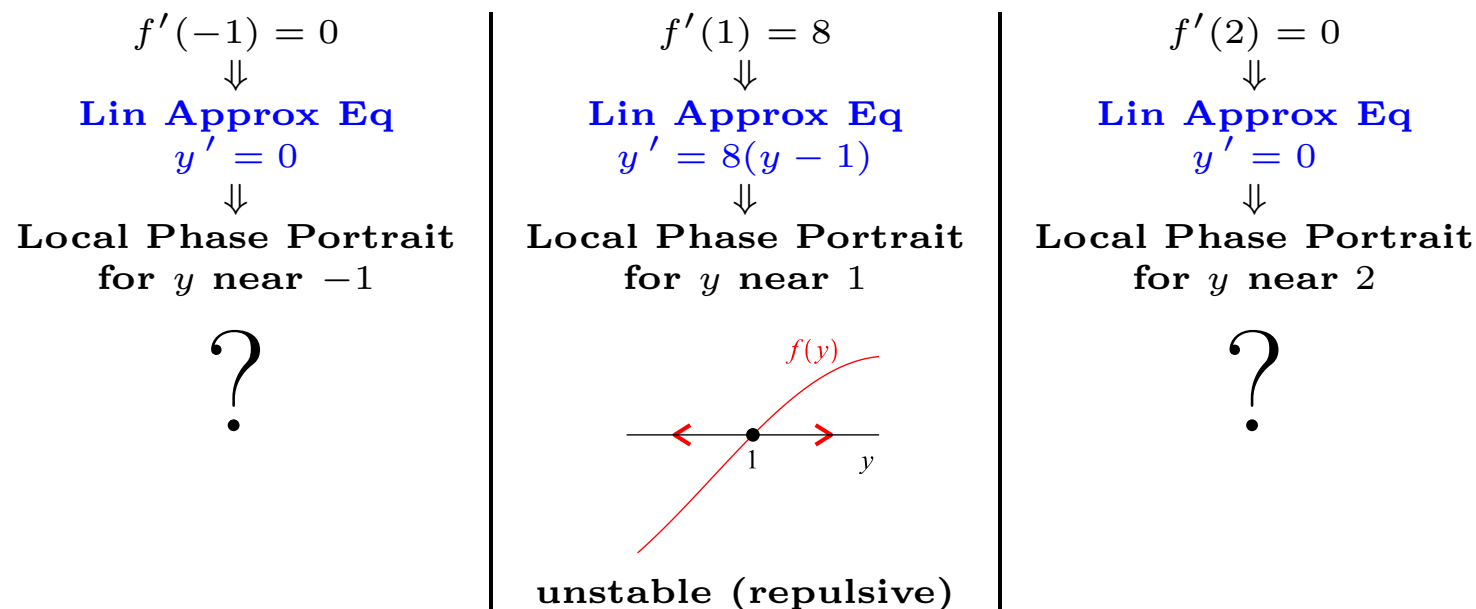 f′(−1) = 0
⇓
Lin Approx Eq
y′ = 0
⇓
Local Phase Portrait
for y near −1
?
f′(1) = 8
⇓
Lin Approx Eq
y′ = 8(y − 1)
⇓
Local Phase Portrait
for y near 1
f(y)
1
y
unstable (repulsive)
f′(2) = 0
⇓
Lin Approx Eq
y′ = 0
⇓
Local Phase Portrait
for y near 2
?